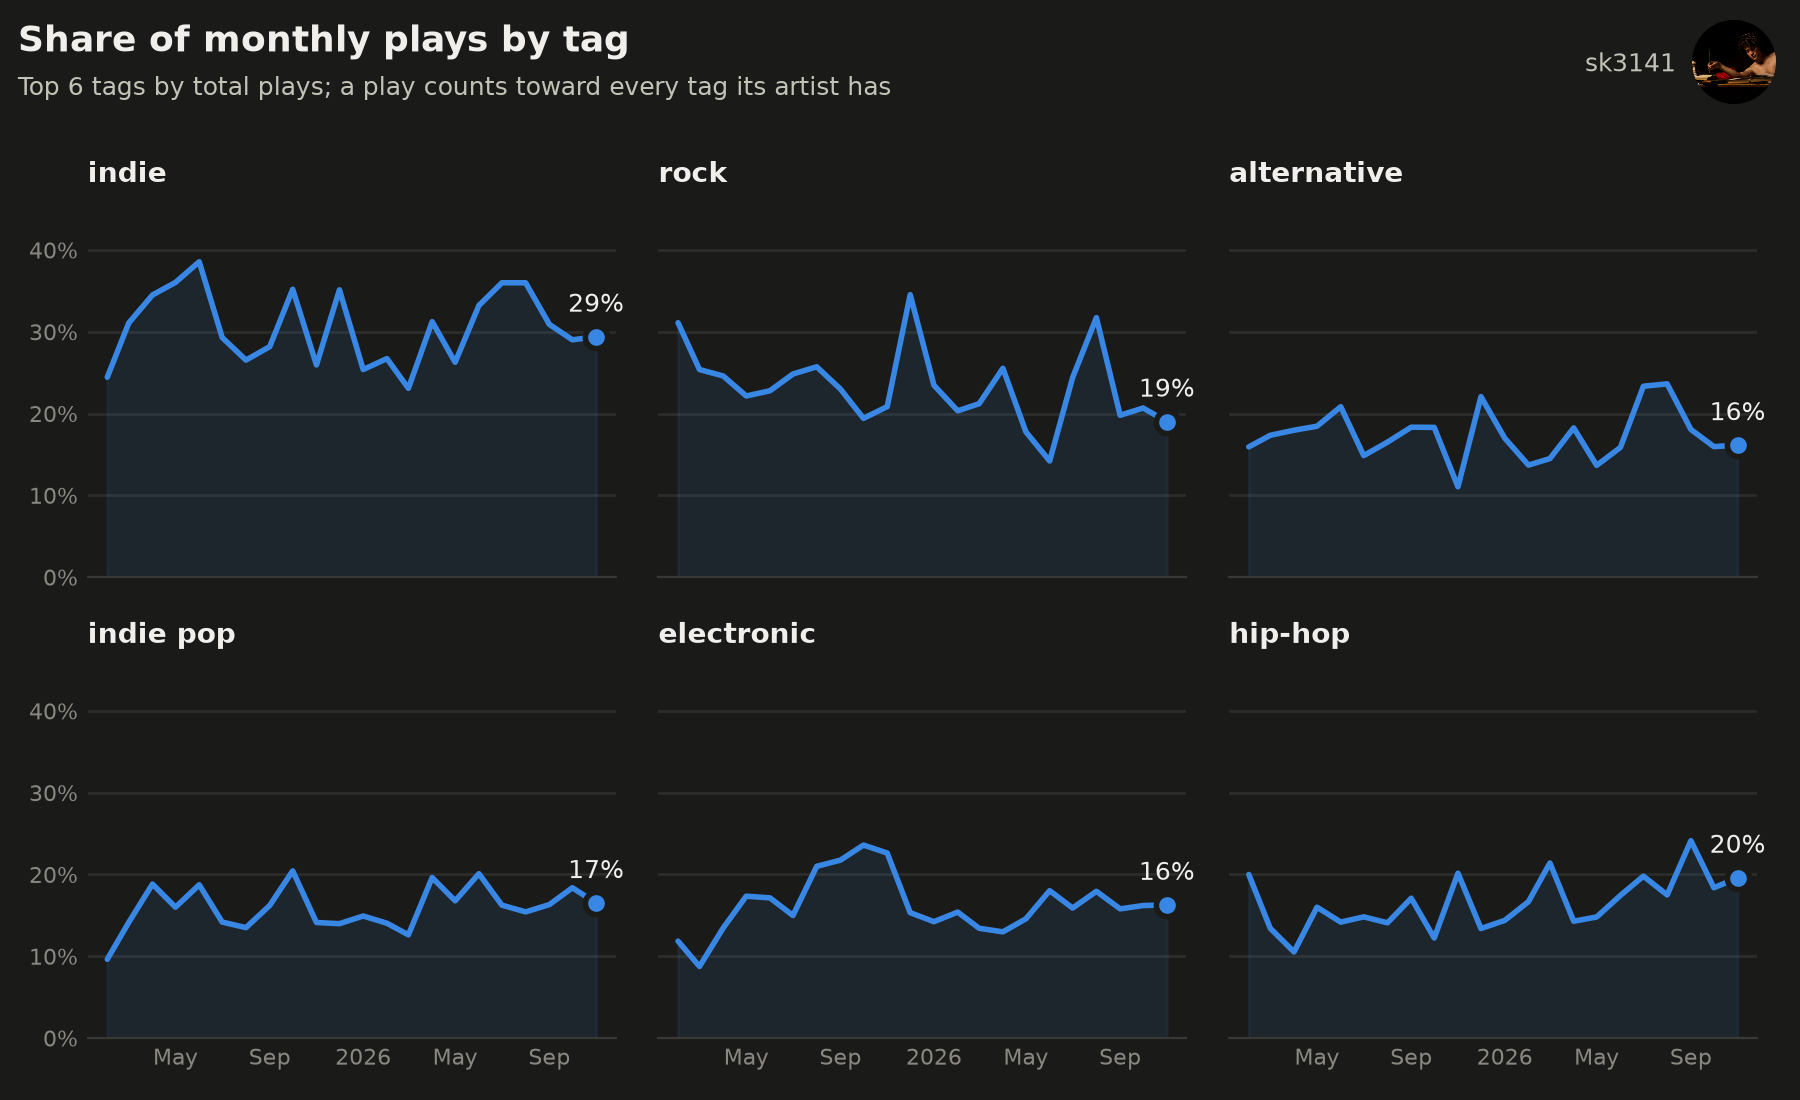 Share of monthly plays by tag
Top 6 tags by total plays; a play counts toward every tag its artist has
sk3141
indie
rock
alternative
40%
30%
20%
10%
0%
29%
19%
16%
indie pop
electronic
hip-hop
40%
30%
20%
10%
0%
17%
16%
20%
May Sep 2026 May Sep
May Sep 2026 May Sep
May Sep 2026 May Sep